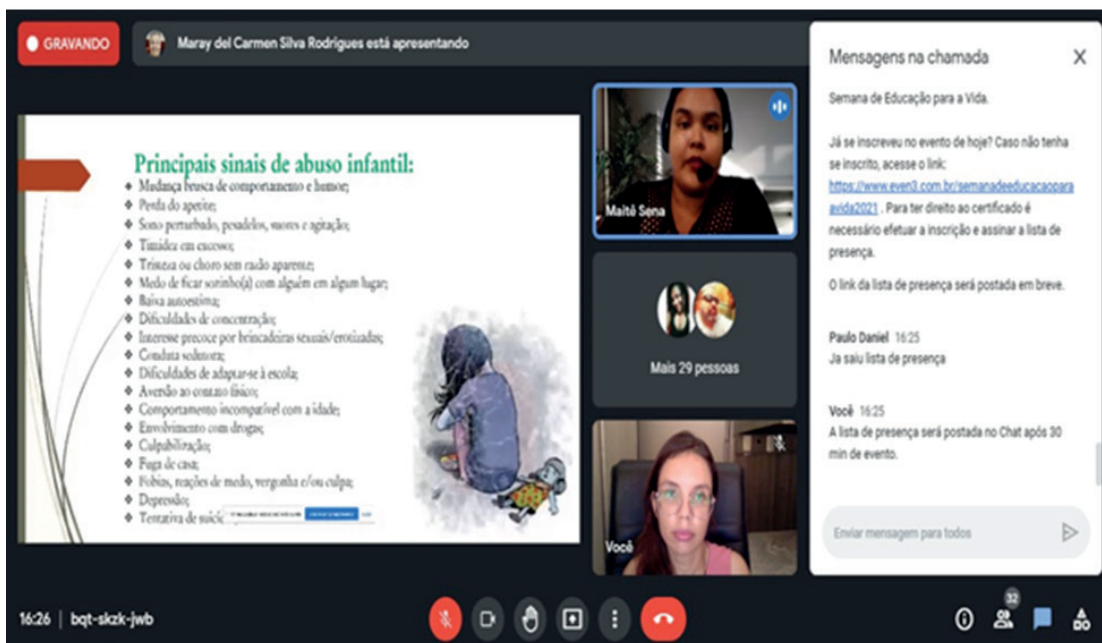 GRAVANDO
Maray del Carmen Silva Rodrigues está apresentando
Principais sinais de abuso infantil:
Mudança brusca de comportamento e humor;
Perda do apetite;
Sono perturbado, pesadelos, suores e agitação;
Timidez em excesso;
Tristeza ou choro sem razão aparente;
Medo de ficar sozinho(a) com alguém em algum lugar;
Baixa autoestima;
Dificuldades de concentração;
Interesse precoce por brincadeiras sexuais/erotizadas;
Conduta sedutora;
Dificuldades de adaptar-se à escola;
Aversão ao contato físico;
Comportamento incompatível com a idade;
Envolvimento com drogas;
Culpabilização;
Fuga de casa;
Fobias, reações de medo, vergonha e/ou culpa;
Depressão;
Tentativa de
Maitê Sena
Mais 29 pessoas
Você
Mensagens na chamada
Semana de Educação para a Vida.
Já se inscreveu no evento de hoje? Caso não tenha
se inscrito, acesse o link:
https://www.even3.com.br/semanadeeducacaopara
avida2021 . Para ter direito ao certificado é
necessário efetuar a inscrição e assinar a lista de
presença.
O link da lista de presença será postada em breve.
Paulo Daniel 16:25
Ja saiu lista de presença
Você 16:25
A lista de presença será postada no Chat após 30
min de evento.
Enviar mensagem para todos
16:26 | bqt-skzk-jwb
32